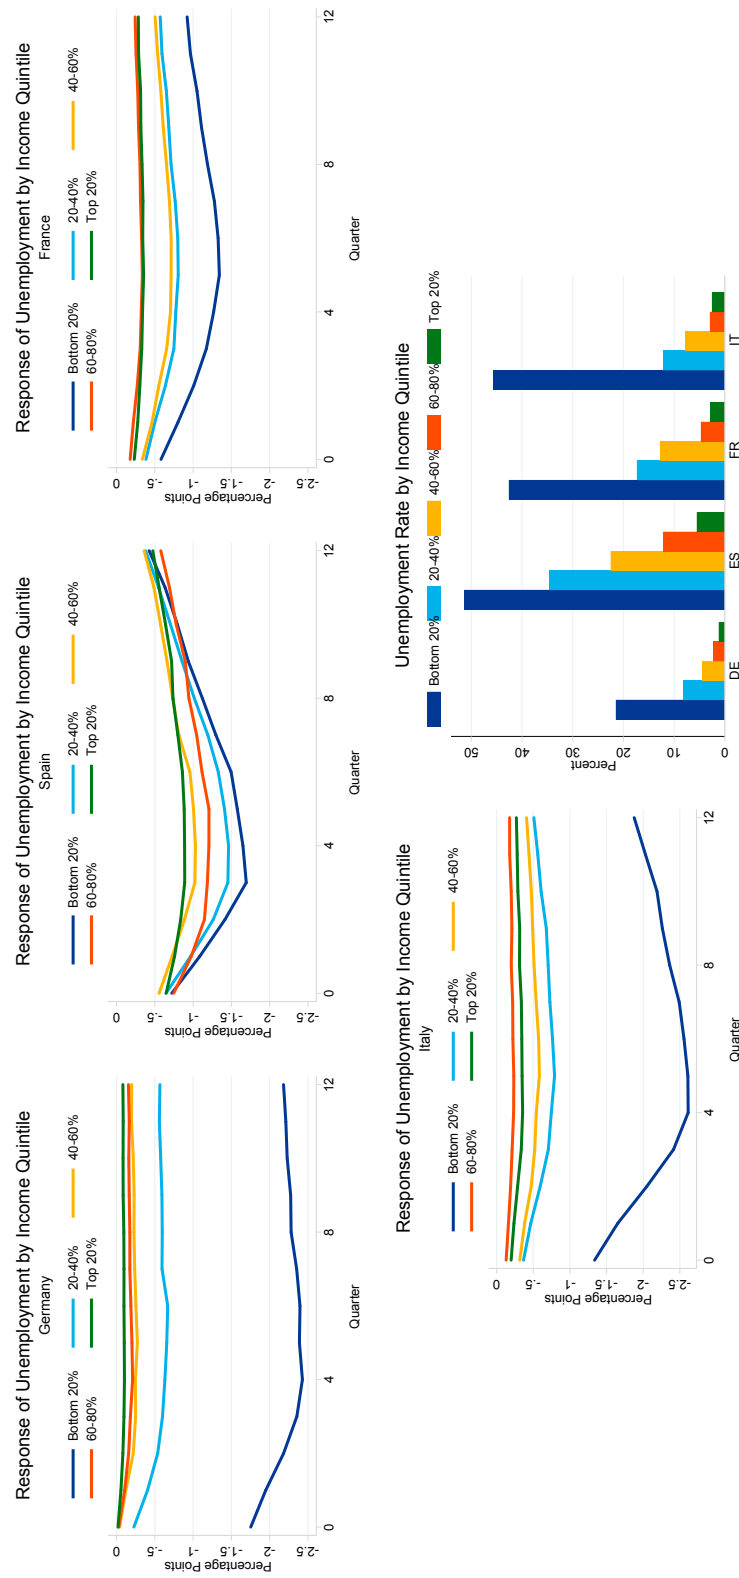 Response of Unemployment by Income Quintile
Germany
Bottom 20%
20-40%
40-60%
60-80%
Top 20%
0
-.5
-1
-1.5
-2
-2.5
Percentage Points
0
4
8
12
Quarter
Response of Unemployment by Income Quintile
Spain
Bottom 20%
20-40%
40-60%
60-80%
Top 20%
0
-.5
-1
-1.5
-2
-2.5
Percentage Points
0
4
8
12
Quarter
Response of Unemployment by Income Quintile
France
Bottom 20%
20-40%
40-60%
60-80%
Top 20%
0
-.5
-1
-1.5
-2
-2.5
Percentage Points
0
4
8
12
Quarter
Response of Unemployment by Income Quintile
Italy
Bottom 20%
20-40%
40-60%
60-80%
Top 20%
0
-.5
-1
-1.5
-2
-2.5
Percentage Points
0
4
8
12
Quarter
Unemployment Rate by Income Quintile
Bottom 20%
20-40%
40-60%
60-80%
Top 20%
50
40
30
20
10
0
Percent
DE
ES
FR
IT